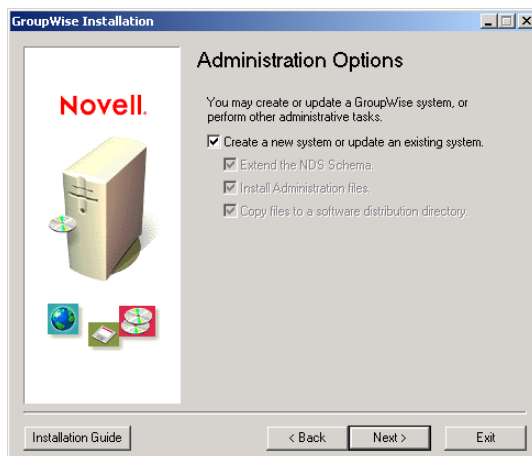 GroupWise Installation
Administration Options
Novell.
You may create or update a GroupWise system, or
perform other administrative tasks.
Create a new system or update an existing system.
Extend the NDS Schema.
Install Administration files.
Copy files to a software distribution directory.
Installation Guide
< Back
Next >
Exit